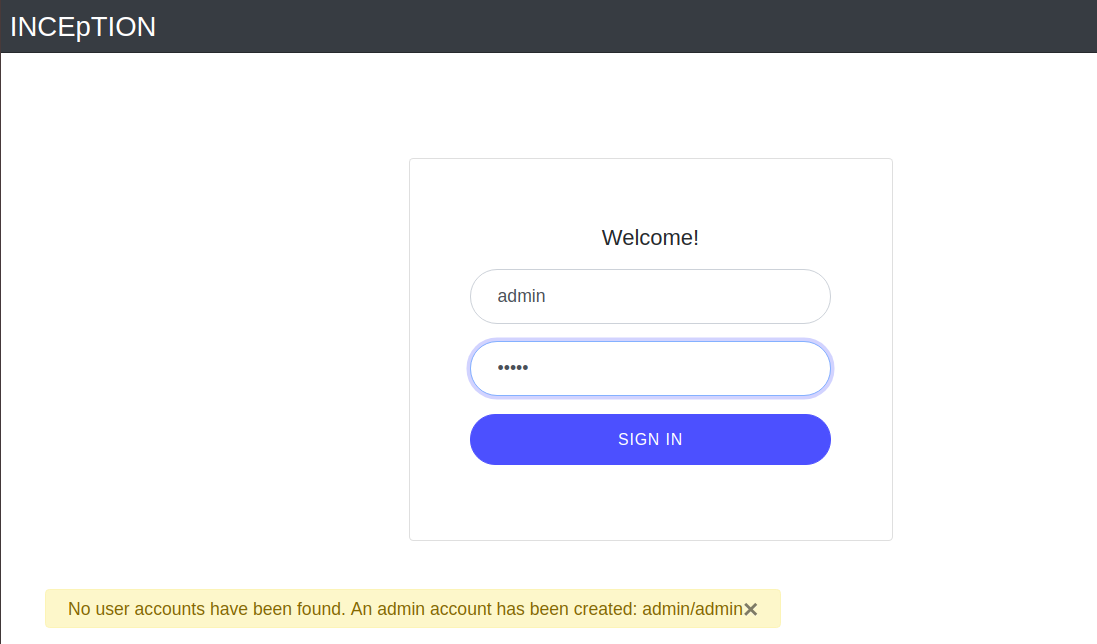 INCEpTION
Welcome!
admin
•••••
SIGN IN
No user accounts have been found. An admin account has been created: admin/admin×